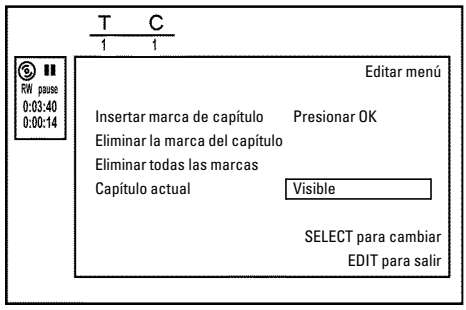 T C
1 1
RW pause
0:03:40
0:00:14
Editar menú
Insertar marca de capítulo Presionar OK
Eliminar la marca del capítulo
Eliminar todas las marcas
Capítulo actual Visible
SELECT para cambiar
EDIT para salir